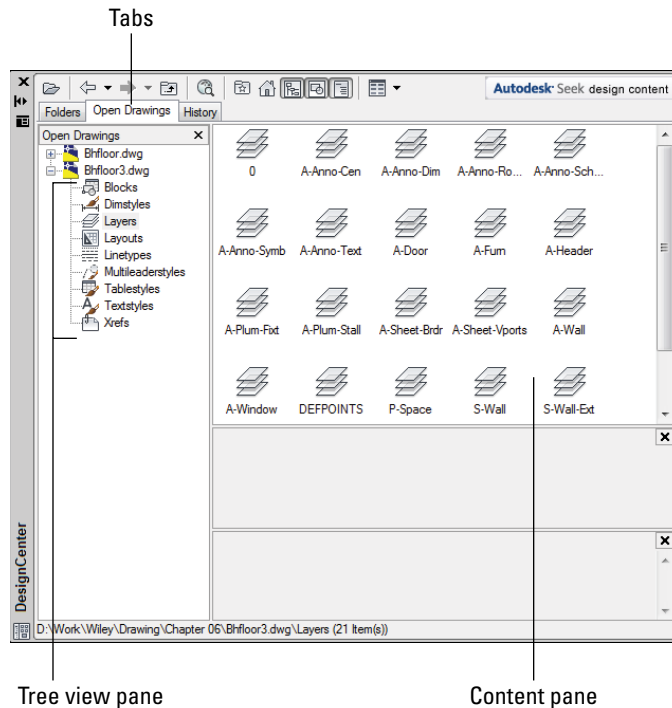 Tabs
Autodesk® Seek design content
Folders Open Drawings History
Open Drawings
Bhfloor.dwg
Bhfloor3.dwg
Blocks
Dimstyles
Layers
Layouts
Linetypes
Multileaderstyles
Tablestyles
Textstyles
Xrefs
0 A-Anno-Cen A-Anno-Dim A-Anno-Ro... A-Anno-Sch...
A-Anno-Symb A-Anno-Text A-Door A-Furn A-Header
A-Plum-Fixt A-Plum-Stall A-Sheet-Brdr A-Sheet-Vports A-Wall
A-Window DEFPOINTS P-Space S-Wall S-Wall-Ext
DesignCenter
D:\Work\Wiley\Drawing\Chapter 06\Bhfloor3.dwg\Layers (21 Item(s))
Tree view pane
Content pane